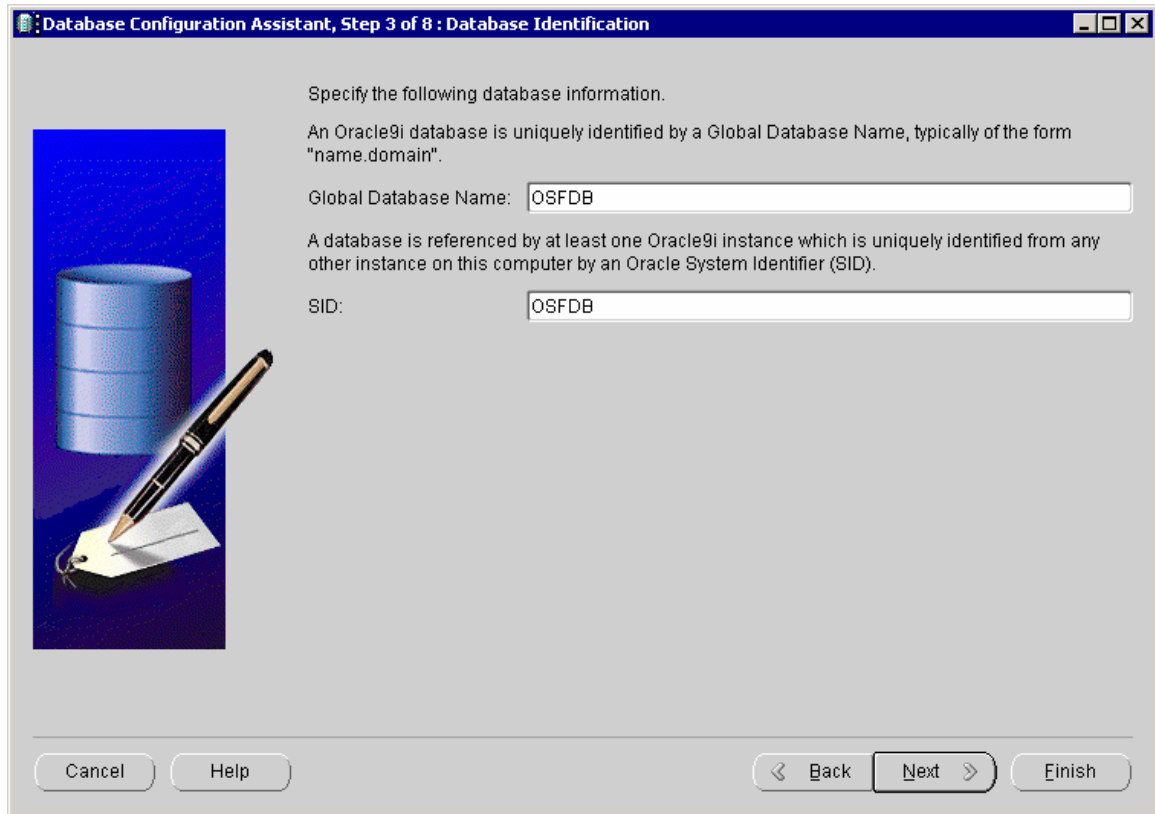 Database Configuration Assistant, Step 3 of 8 : Database Identification
Specify the following database information.
An Oracle9i database is uniquely identified by a Global Database Name, typically of the form
"name.domain".
Global Database Name: OSFDB
A database is referenced by at least one Oracle9i instance which is uniquely identified from any
other instance on this computer by an Oracle System Identifier (SID).
SID: OSFDB
Cancel Help Back Next Finish